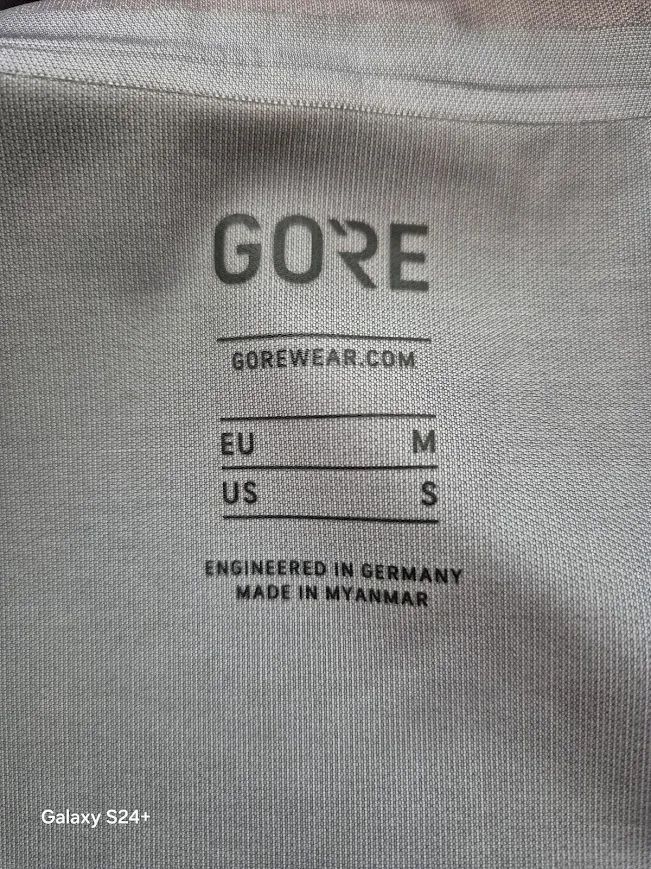 GORE
GOREWEAR.COM
EU M
US S
ENGINEERED IN GERMANY
MADE IN MYANMAR
Galaxy S24+